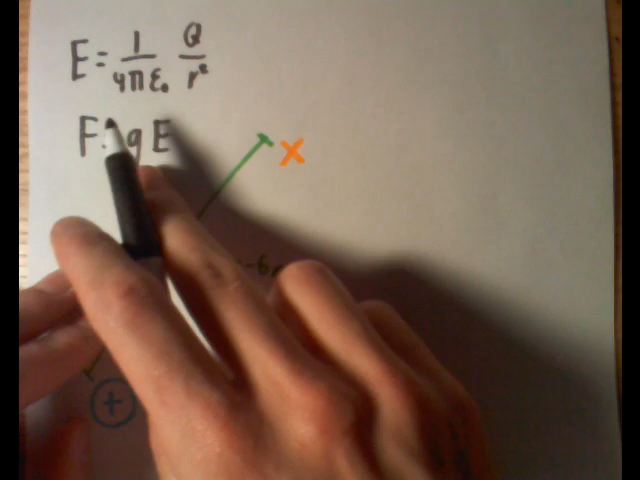 E = 1/4πε₀ Q/r²
F = qE
X
+